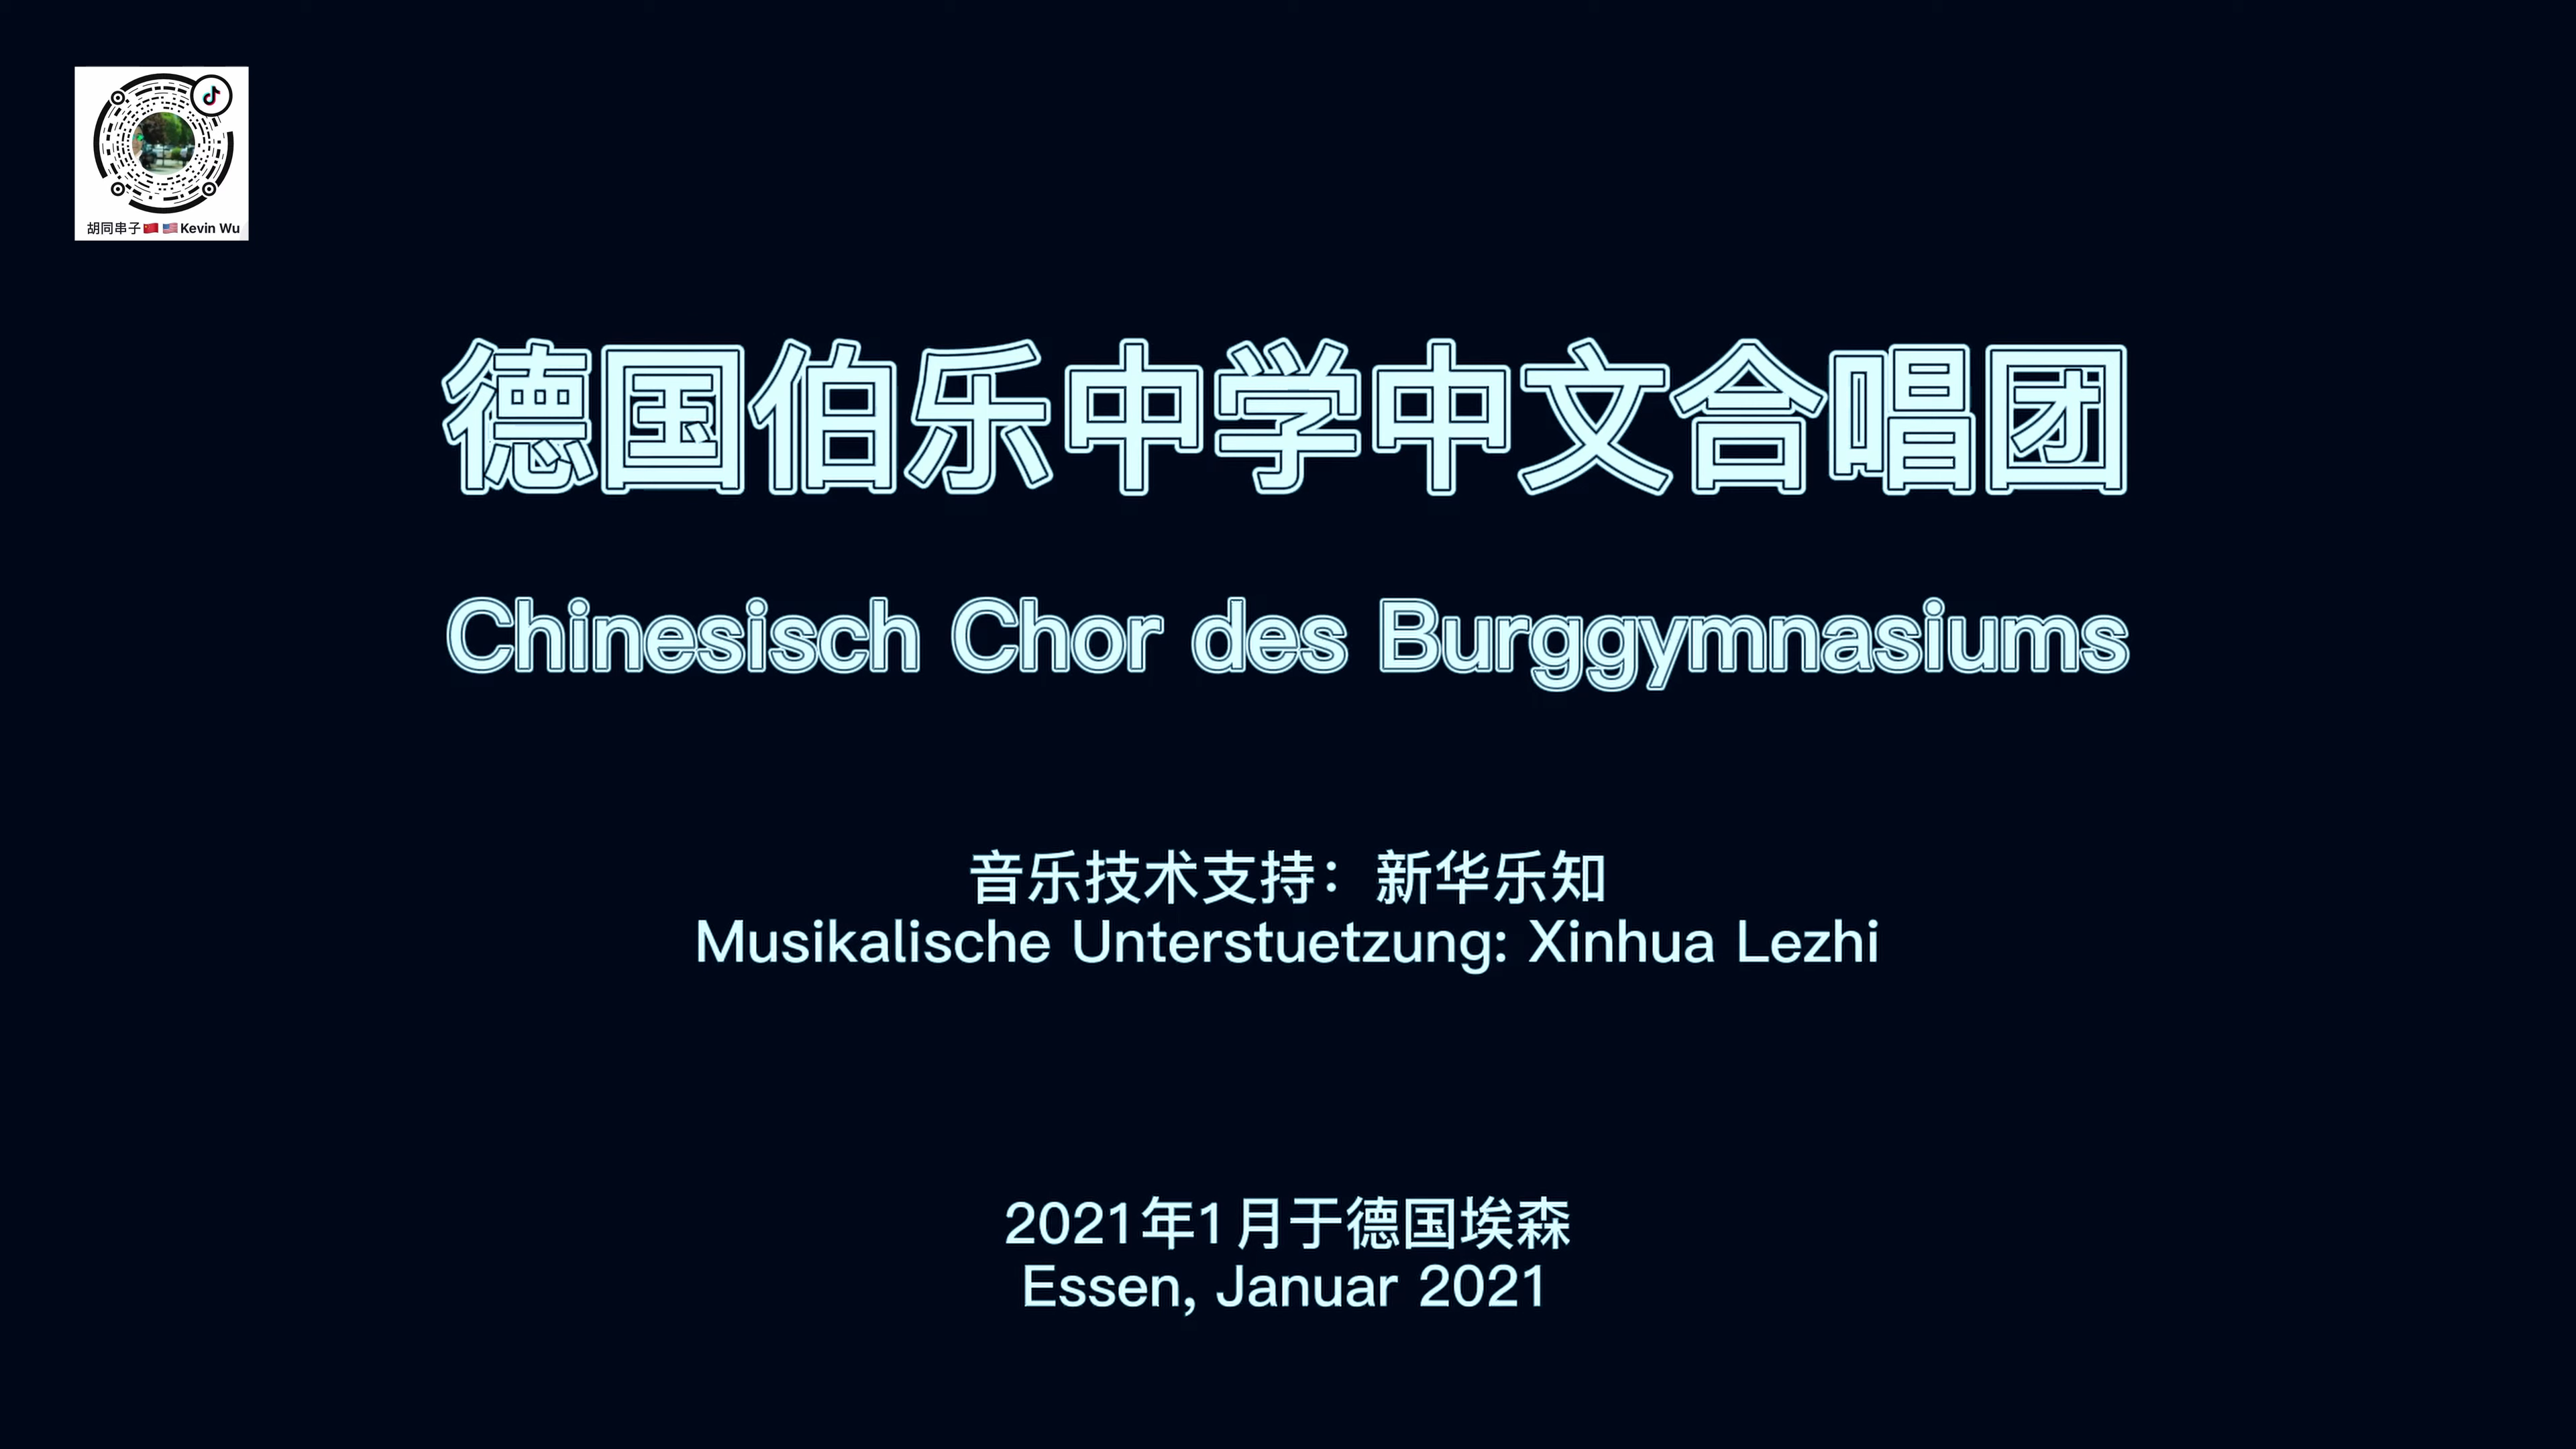 胡同串子🇨🇳🇺🇸Kevin Wu
德国伯乐中学中文合唱团
Chinesisch Chor des Burggymnasiums
音乐技术支持：新华乐知
Musikalische Unterstuetzung: Xinhua Lezhi
2021年1月于德国埃森
Essen, Januar 2021